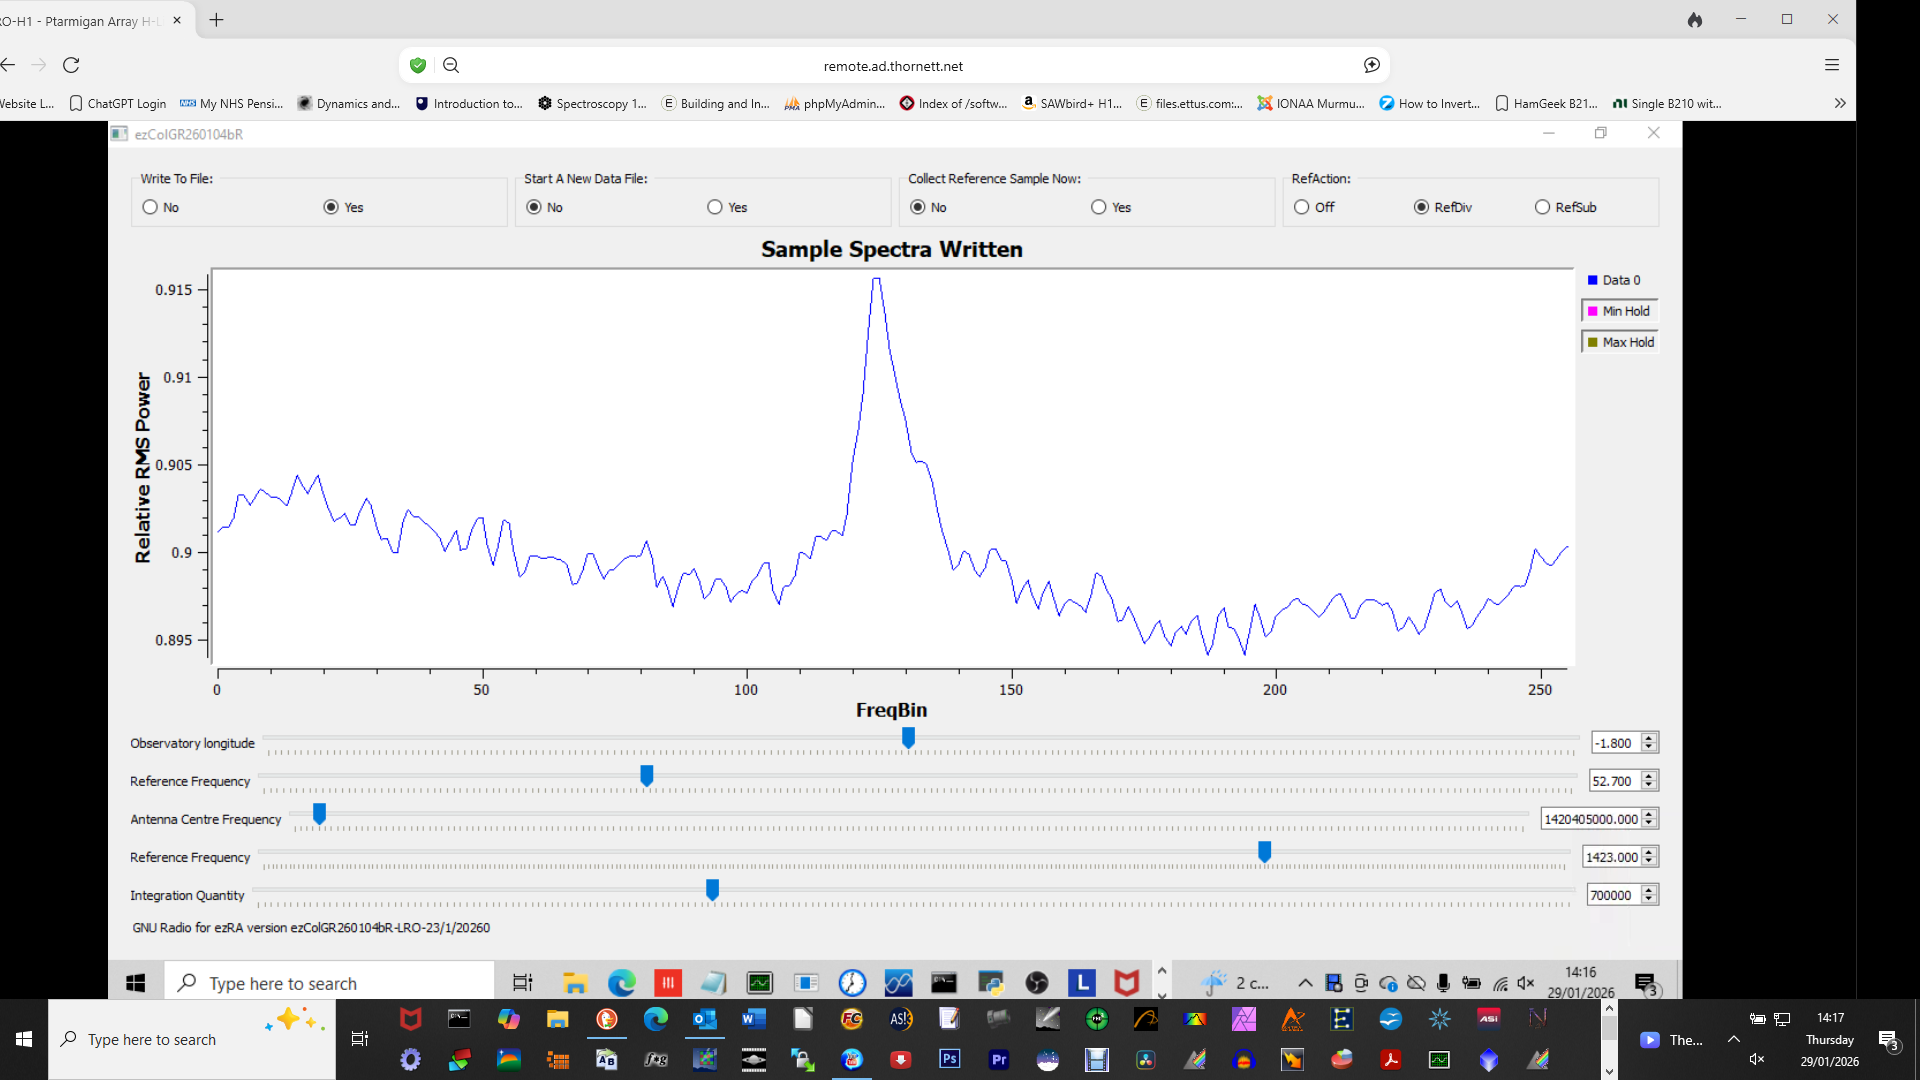 RO-H1 - Ptarmigan Array H-L
remote.ad.thornett.net
Website L...
ChatGPT Login
NHS
My NHS Pensi...
Dynamics and...
Introduction to...
Spectroscopy 1...
Building and In...
phpMyAdmin...
Index of /softw...
SAWbird+ H1...
files.ettus.com:...
IONAA Murmu...
How to Invert...
HamGeek B21...
Single B210 wit...
ezColGR260104bR
Write To File:
No
Yes
Start A New Data File:
No
Yes
Collect Reference Sample Now:
No
Yes
RefAction:
Off
RefDiv
RefSub
Sample Spectra Written
Relative RMS Power
0.915
0.91
0.905
0.9
0.895
0
50
100
150
200
250
FreqBin
Data 0
Min Hold
Max Hold
Observatory longitude
-1.800
Reference Frequency
52.700
Antenna Centre Frequency
1420405000.000
Reference Frequency
1423.000
Integration Quantity
700000
GNU Radio for ezRA version ezColGR260104bR-LRO-23/1/20260
Type here to search
2 c...
14:16
29/01/2026
3
Type here to search
The...
14:17
Thursday
29/01/2026
3